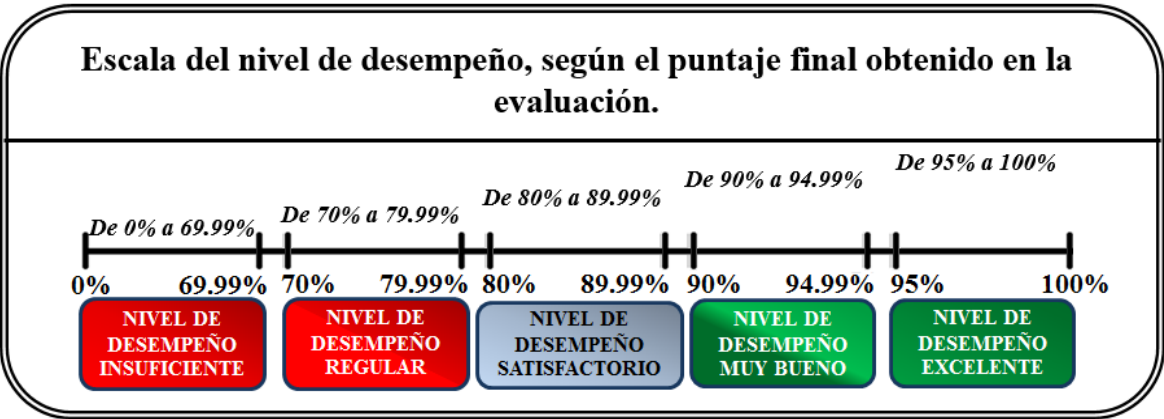 Escala del nivel de desempeño, según el puntaje final obtenido en la
evaluación.
De 0% a 69.99%
De 70% a 79.99%
De 80% a 89.99%
De 90% a 94.99%
De 95% a 100%
0% 69.99% 70% 79.99% 80% 89.99% 90% 94.99% 95% 100%
NIVEL DE
DESEMPEÑO
INSUFICIENTE
NIVEL DE
DESEMPEÑO
REGULAR
NIVEL DE
DESEMPEÑO
SATISFACTORIO
NIVEL DE
DESEMPEÑO
MUY BUENO
NIVEL DE
DESEMPEÑO
EXCELENTE